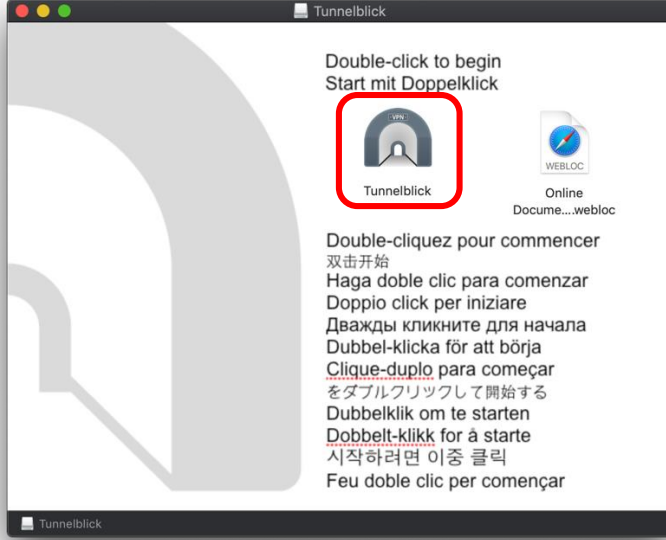 Tunnelblick
Double-click to begin
Start mit Doppelklick
VPN
WEBLOC
Tunnelblick
Online
Docume....webloc
Double-cliquez pour commencer
双击开始
Haga doble clic para comenzar
Doppio click per iniziare
Дважды кликните для начала
Dubbel-klicka för att börja
Clique-duplo para começar
をダブルクリックして開始する
Dubbelklik om te starten
Dobbelt-klikk for å starte
시작하려면 이중 클릭
Feu doble clic per començar
Tunnelblick